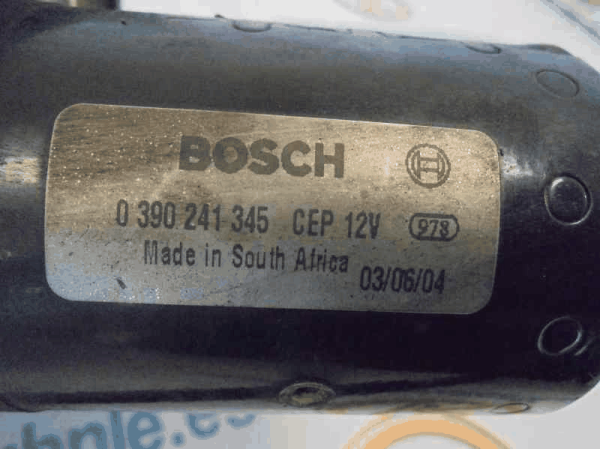 BOSCH
0 390 241 345 CEP 12V 978
Made in South Africa
03/06/04